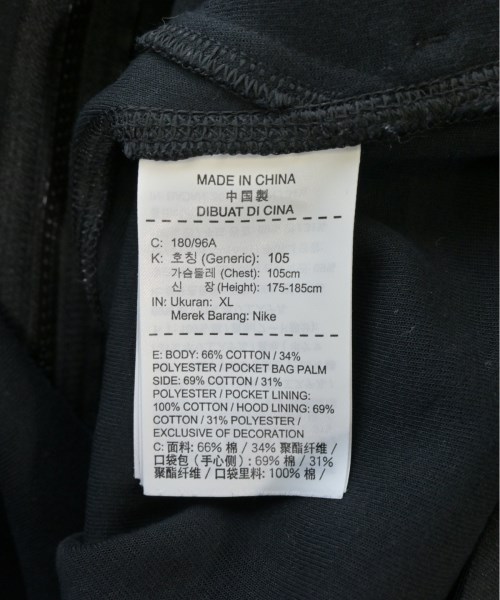 MADE IN CHINA
中国製
DIBUAT DI CINA
C: 180/96A
K: 호칭 (Generic): 105
가슴둘레 (Chest): 105cm
신 장 (Height): 175-185cm
IN: Ukuran: XL
Merek Barang: Nike
E: BODY: 66% COTTON / 34%
POLYESTER / POCKET BAG PALM
SIDE: 69% COTTON / 31%
POLYESTER / POCKET LINING:
100% COTTON / HOOD LINING: 69%
COTTON / 31% POLYESTER /
EXCLUSIVE OF DECORATION
C: 面料: 66% 棉 / 34% 聚酯纤维 /
口袋包（手心侧）: 69% 棉 / 31%
聚酯纤维 / 口袋里料: 100% 棉 /